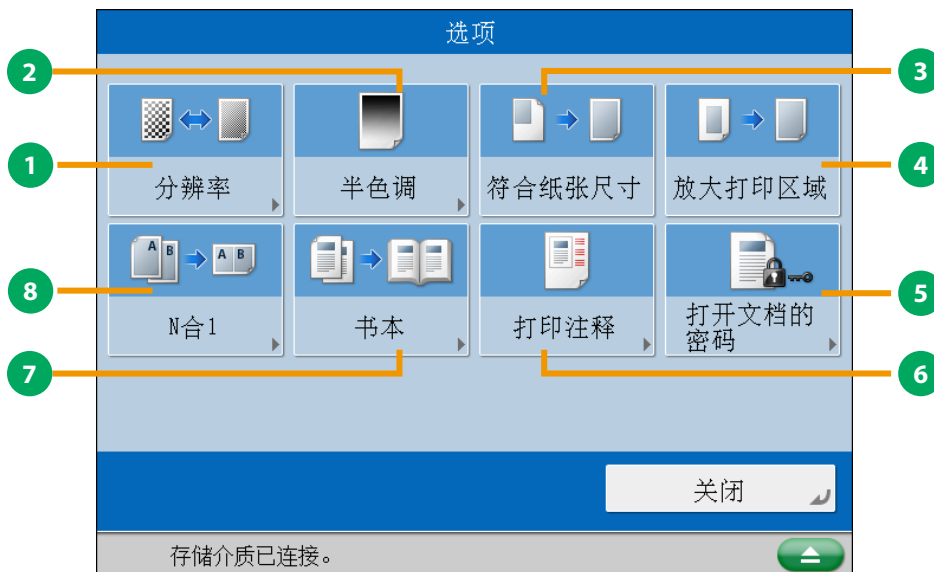 选项
2
3
1
4
分辨率
半色调
符合纸张尺寸
放大打印区域
A B
A B
8
5
N合1
书本
打印注释
打开文档的
密码
7
6
关闭
存储介质已连接。